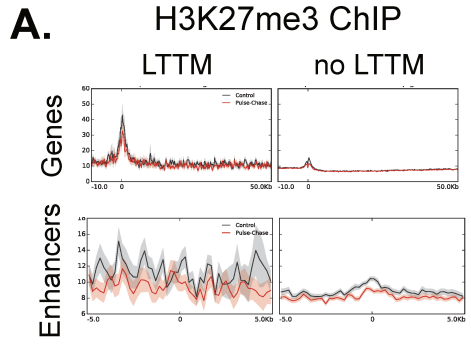 A.
H3K27me3 ChIP
LTTM
no LTTM
Genes
60
50
40
30
20
10
0
Control
Pulse-Chase
-10.0
0
50.0Kb
-10.0
0
50.0Kb
Enhancers
18
16
14
12
10
8
6
Control
Pulse-Chase
-5.0
0
5.0Kb
-5.0
0
5.0Kb